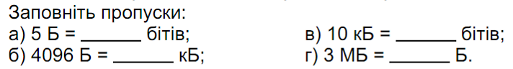 Заповніть пропуски:
а) 5 Б = ______ бітів; в) 10 кБ = ______ бітів;
б) 4096 Б = ______ кБ; г) 3 МБ = ______ Б.